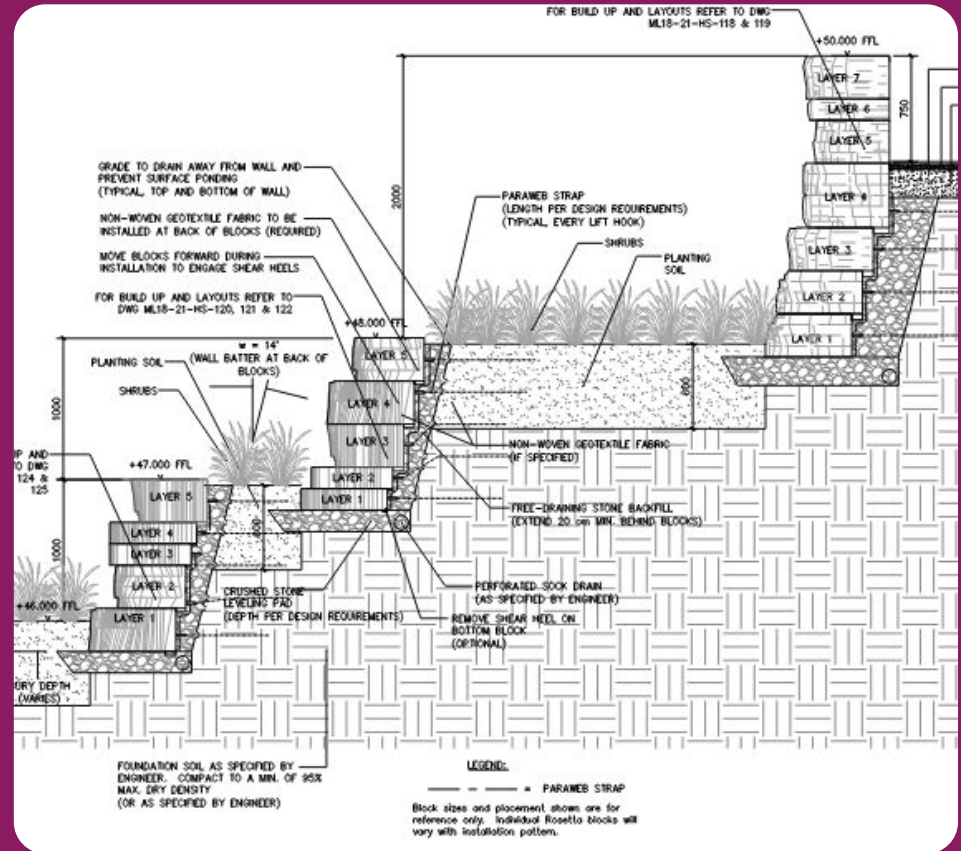 FOR BUILD UP AND LAYOUTS REFER TO DWG
ML18-21-HS-118 & 119
+50.000 FFL
LAYER 7
LAYER 6
LAYER 5
LAYER 4
LAYER 3
LAYER 2
LAYER 1
750
2000
GRADE TO DRAIN AWAY FROM WALL AND
PREVENT SURFACE PONDING
(TYPICAL, TOP AND BOTTOM OF WALL)
NON-WOVEN GEOTEXTILE FABRIC TO BE
INSTALLED AT BACK OF BLOCKS (REQUIRED)
MOVE BLOCKS FORWARD DURING
INSTALLATION TO ENGAGE SHEAR HEELS
FOR BUILD UP AND LAYOUTS REFER TO
DWG ML18-21-HS-120, 121 & 122
PARAWEB STRAP
(LENGTH PER DESIGN REQUIREMENTS)
(TYPICAL, EVERY LIFT HOOK)
SHRUBS
PLANTING
SOIL
+48.000 FFL
w = 14'
(WALL BATTER AT BACK OF
BLOCKS)
PLANTING SOIL
SHRUBS
LAYER 5
LAYER 4
LAYER 3
LAYER 2
LAYER 1
1000
NON-WOVEN GEOTEXTILE FABRIC
(IF SPECIFIED)
FREE-DRAINING STONE BACKFILL
(EXTEND 20 cm MIN. BEHIND BLOCKS)
UP AND
TO DWG
124 &
125
+47.000 FFL
LAYER 5
LAYER 4
LAYER 3
LAYER 2
LAYER 1
1000
+46.000 FFL
CRUSHED STONE
LEVELING PAD
(DEPTH PER DESIGN REQUIREMENTS)
PERFORATED SOCK DRAIN
(AS SPECIFIED BY ENGINEER)
REMOVE SHEAR HEEL ON
BOTTOM BLOCK
(OPTIONAL)
URY DEPTH
(VARIES)
FOUNDATION SOIL AS SPECIFIED BY
ENGINEER. COMPACT TO A MIN. OF 95%
MAX. DRY DENSITY
(OR AS SPECIFIED BY ENGINEER)
LEGEND:
= PARAWEB STRAP
Block sizes and placement shown are for
reference only. Individual Rosetta blocks will
vary with installation pattern.